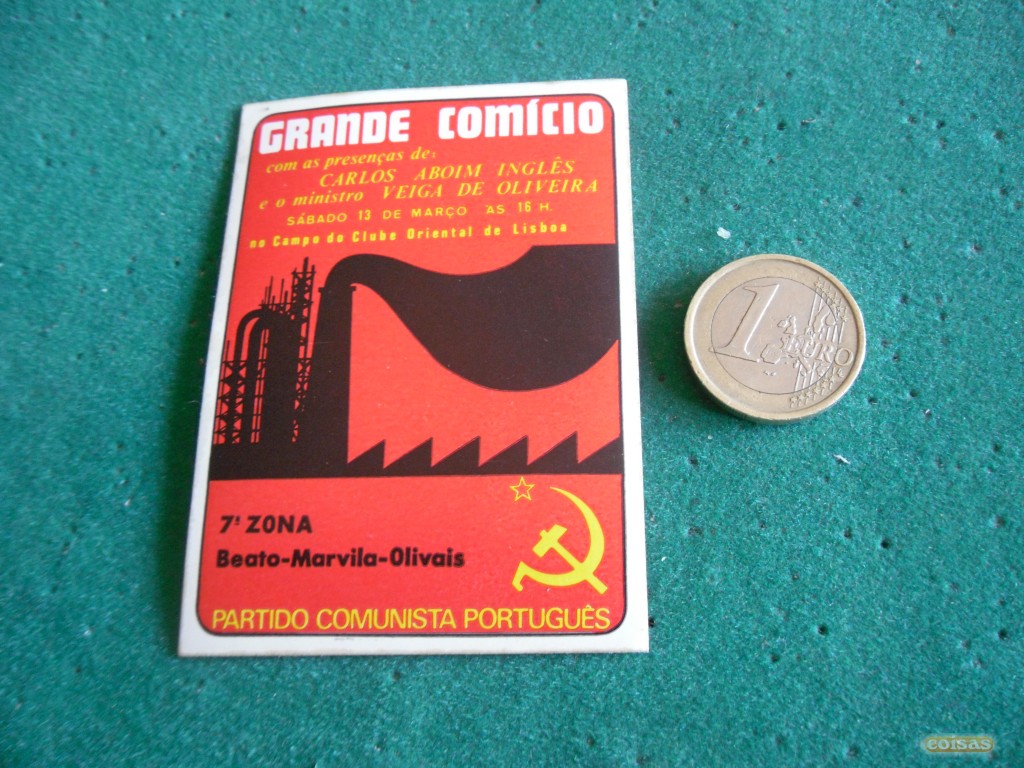 GRANDE COMÍCIO
com as presenças de:
CARLOS ABOIM INGLÊS
e o ministro VEIGA DE OLIVEIRA
SÁBADO 13 DE MARÇO AS 16 H.
no Campo do Clube Oriental de Lisboa
7ª ZONA
Beato-Marvila-Olivais
PARTIDO COMUNISTA PORTUGUÊS
1 EURO
coisas